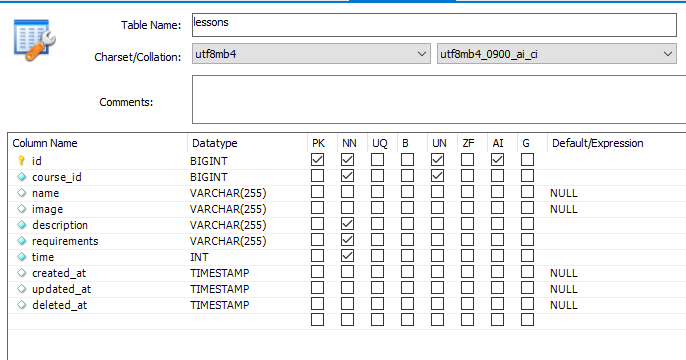 Table Name: lessons
Charset/Collation: utf8mb4 utf8mb4_0900_ai_ci
Comments:
Column Name Datatype PK NN UQ B UN ZF AI G Default/Expression
id BIGINT
course_id BIGINT
name VARCHAR(255) NULL
image VARCHAR(255) NULL
description VARCHAR(255)
requirements VARCHAR(255)
time INT
created_at TIMESTAMP NULL
updated_at TIMESTAMP NULL
deleted_at TIMESTAMP NULL